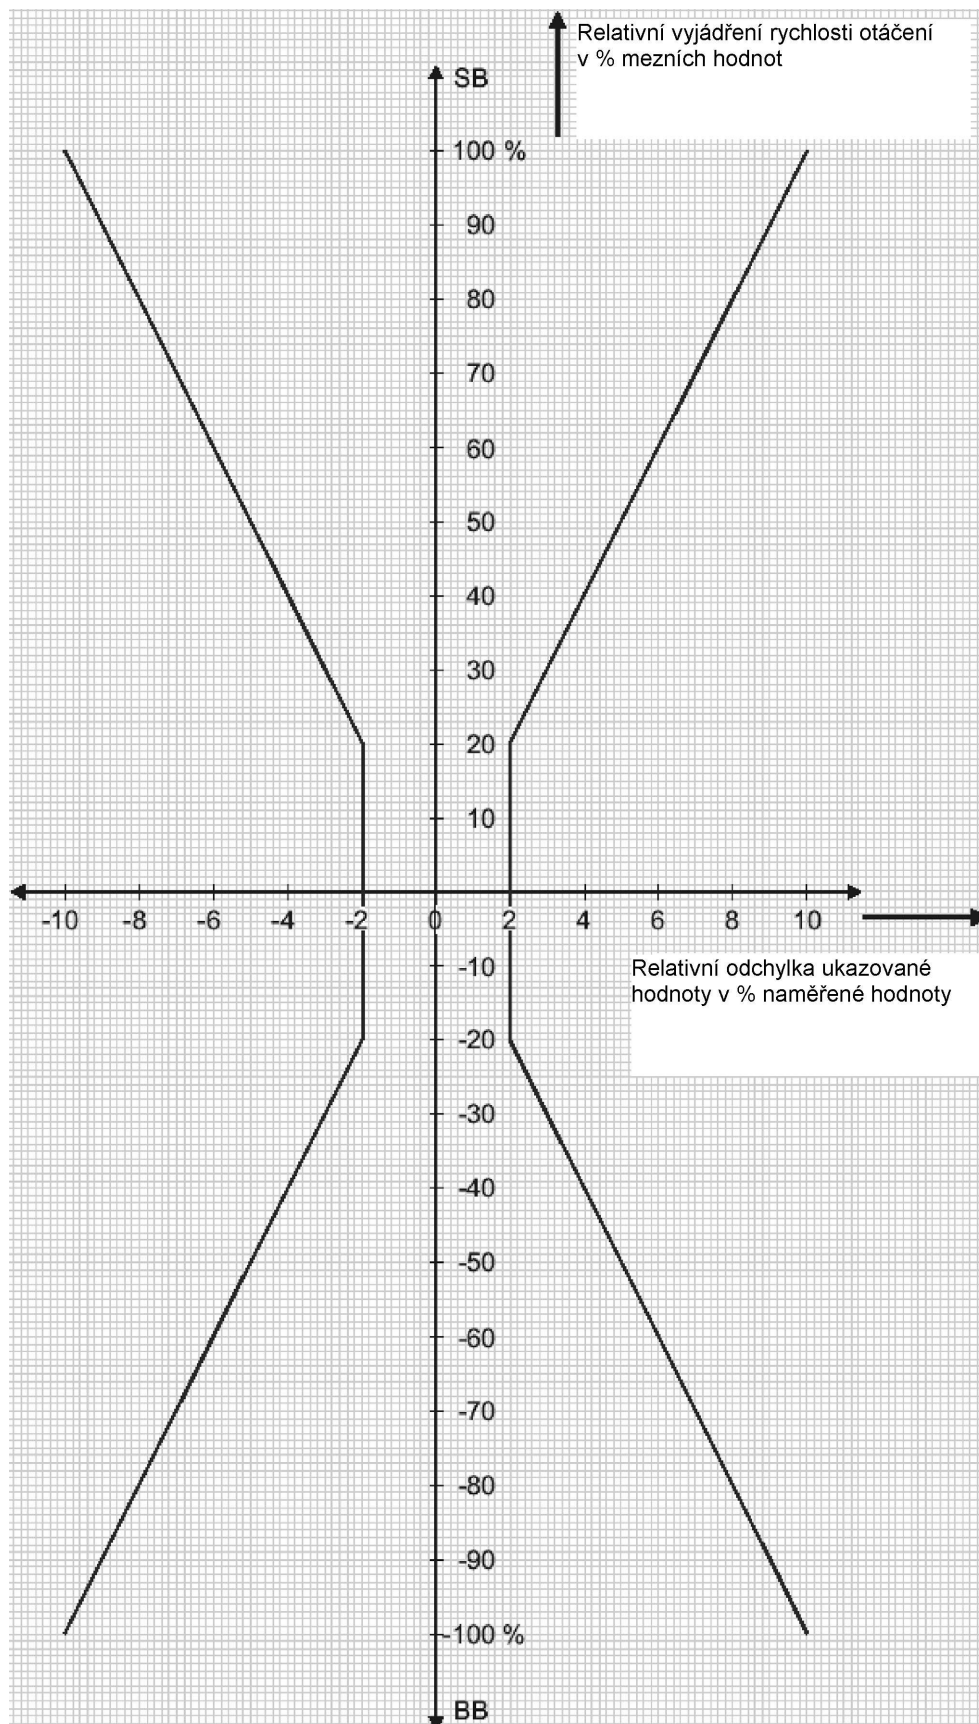 Relativní vyjádření rychlosti otáčení
v % mezních hodnot
SB
100 %
90
80
70
60
50
40
30
20
10
-10 -8 -6 -4 -2 0 2 4 6 8 10
-10
Relativní odchylka ukazované
hodnoty v % naměřené hodnoty
-20
-30
-40
-50
-60
-70
-80
-90
-100 %
BB